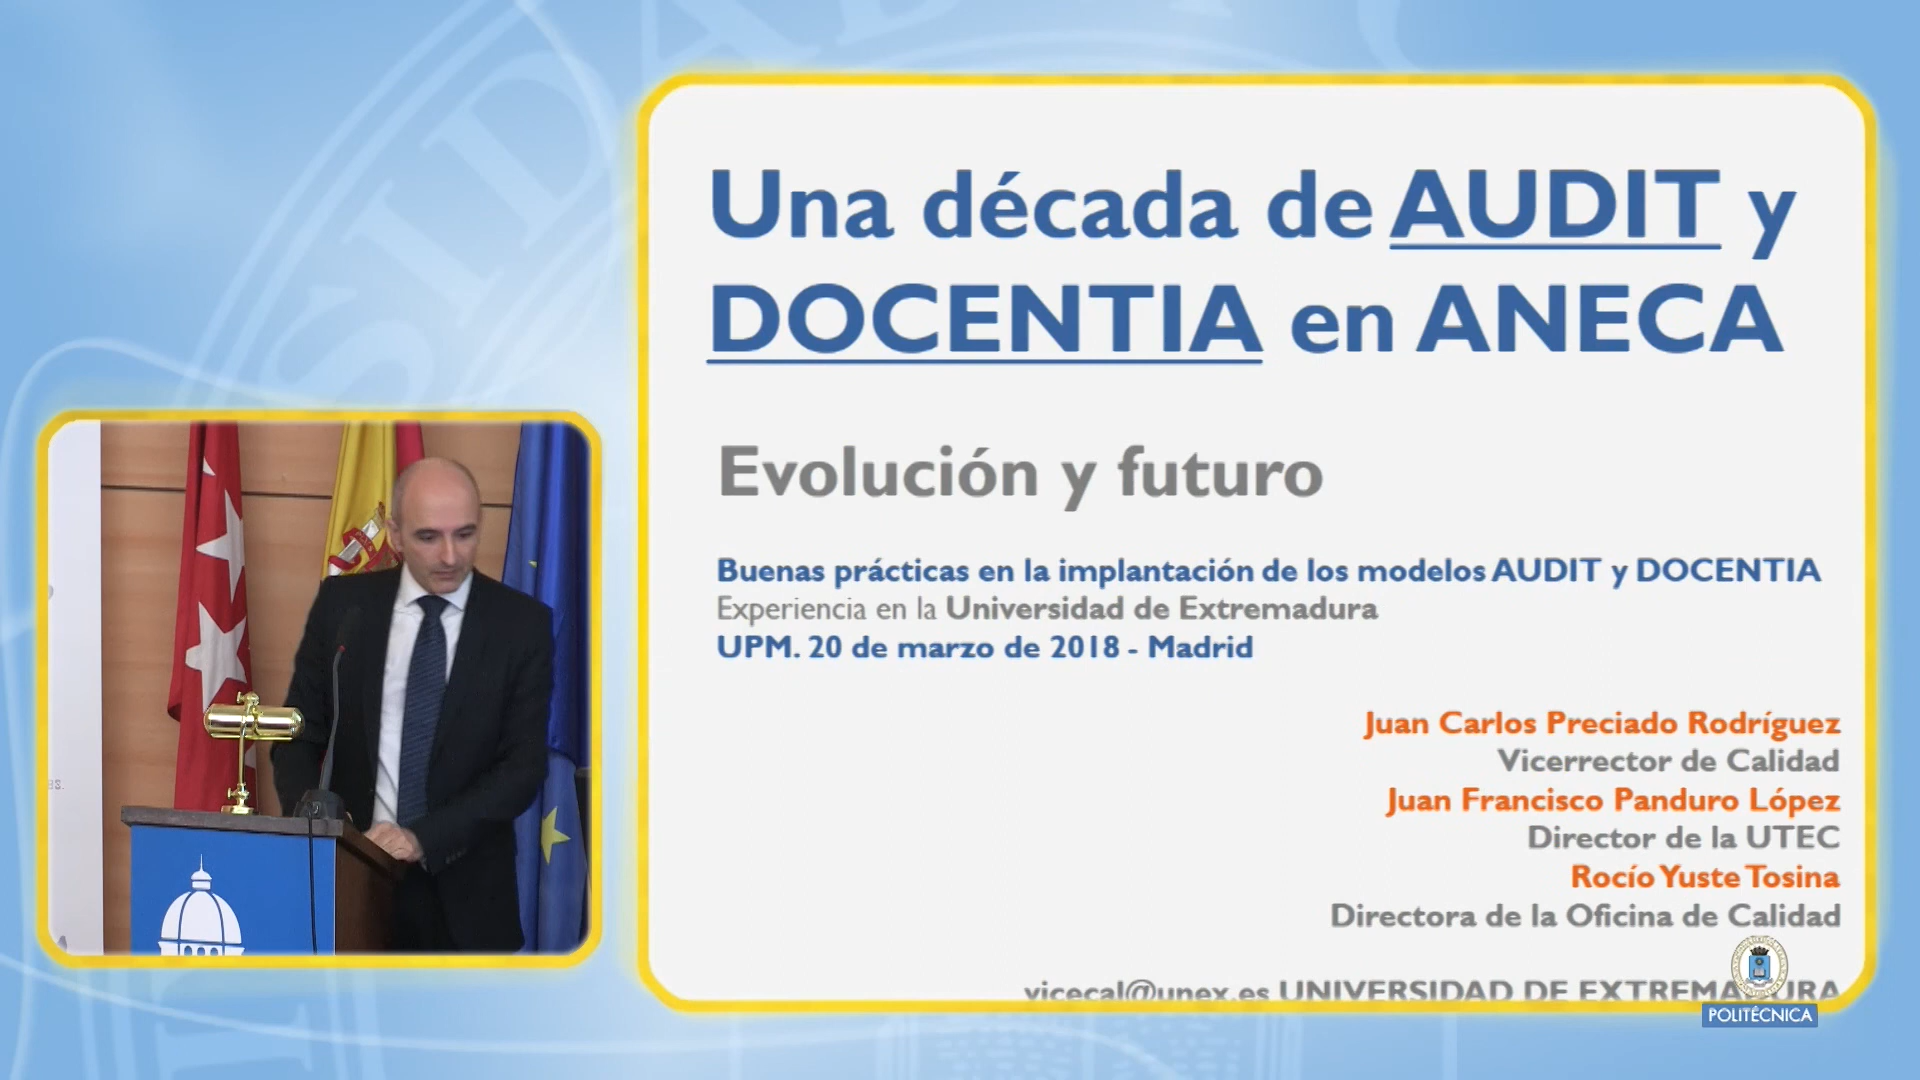 Una década de AUDIT y
DOCENTIA en ANECA
Evolución y futuro
Buenas prácticas en la implantación de los modelos AUDIT y DOCENTIA
Experiencia en la Universidad de Extremadura
UPM. 20 de marzo de 2018 - Madrid
Juan Carlos Preciado Rodríguez
Vicerrector de Calidad
Juan Francisco Panduro López
Director de la UTEC
Rocío Yuste Tosina
Directora de la Oficina de Calidad
vicecal@unex.es UNIVERSIDAD DE EXTREMADURA
POLITÉCNICA